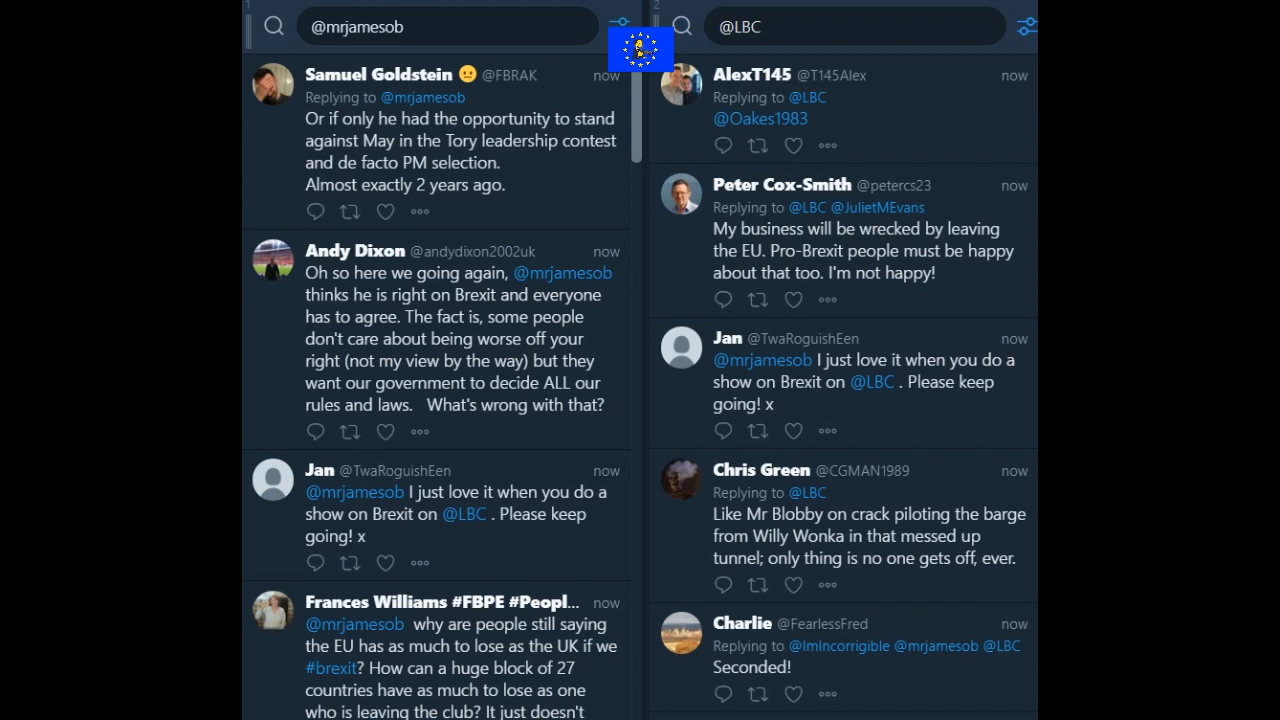 1
@mrjamesob
Samuel Goldstein 😐 @FBRAK now
Replying to @mrjamesob
Or if only he had the opportunity to stand
against May in the Tory leadership contest
and de facto PM selection.
Almost exactly 2 years ago.
Andy Dixon @andydixon2002uk now
Oh so here we going again, @mrjamesob
thinks he is right on Brexit and everyone
has to agree. The fact is, some people
don't care about being worse off your
right (not my view by the way) but they
want our government to decide ALL our
rules and laws. What's wrong with that?
Jan @TwaRoguishEen now
@mrjamesob I just love it when you do a
show on Brexit on @LBC . Please keep
going! x
Frances Williams #FBPE #Peopl... now
@mrjamesob why are people still saying
the EU has as much to lose as the UK if we
#brexit? How can a huge block of 27
countries have as much to lose as one
who is leaving the club? It just doesn't
2
@LBC
AlexT145 @T145Alex now
Replying to @LBC
@Oakes1983
Peter Cox-Smith @petercs23 now
Replying to @LBC @JulietMEvans
My business will be wrecked by leaving
the EU. Pro-Brexit people must be happy
about that too. I'm not happy!
Jan @TwaRoguishEen now
@mrjamesob I just love it when you do a
show on Brexit on @LBC . Please keep
going! x
Chris Green @CGMAN1989 now
Replying to @LBC
Like Mr Blobby on crack piloting the barge
from Willy Wonka in that messed up
tunnel; only thing is no one gets off, ever.
Charlie @FearlessFred now
Replying to @ImIncorrigible @mrjamesob @LBC
Seconded!